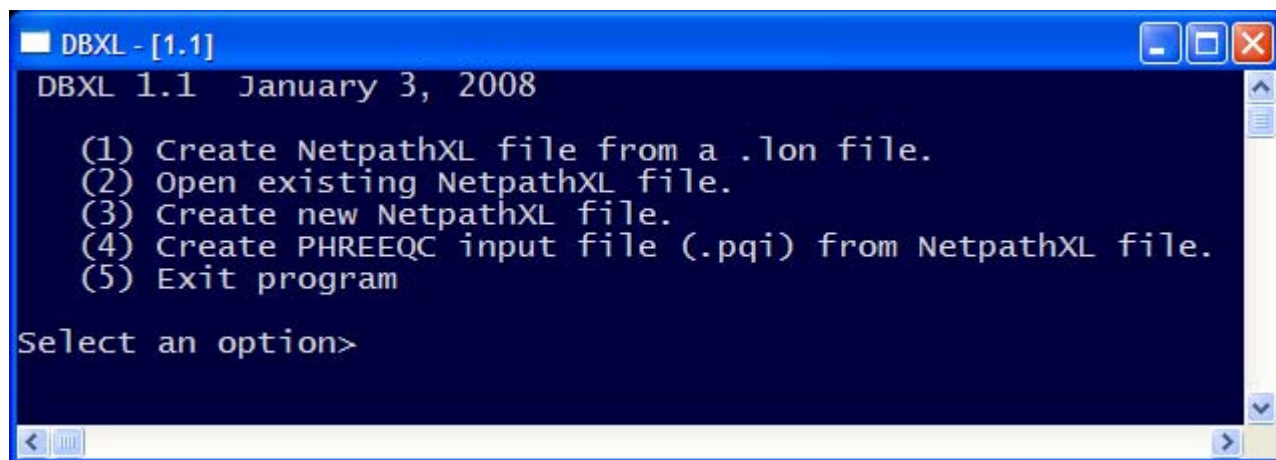 DBXL - [1.1]
DBXL 1.1 January 3, 2008
(1) Create NetpathXL file from a .lon file.
(2) Open existing NetpathXL file.
(3) Create new NetpathXL file.
(4) Create PHREEQC input file (.pqi) from NetpathXL file.
(5) Exit program
Select an option>